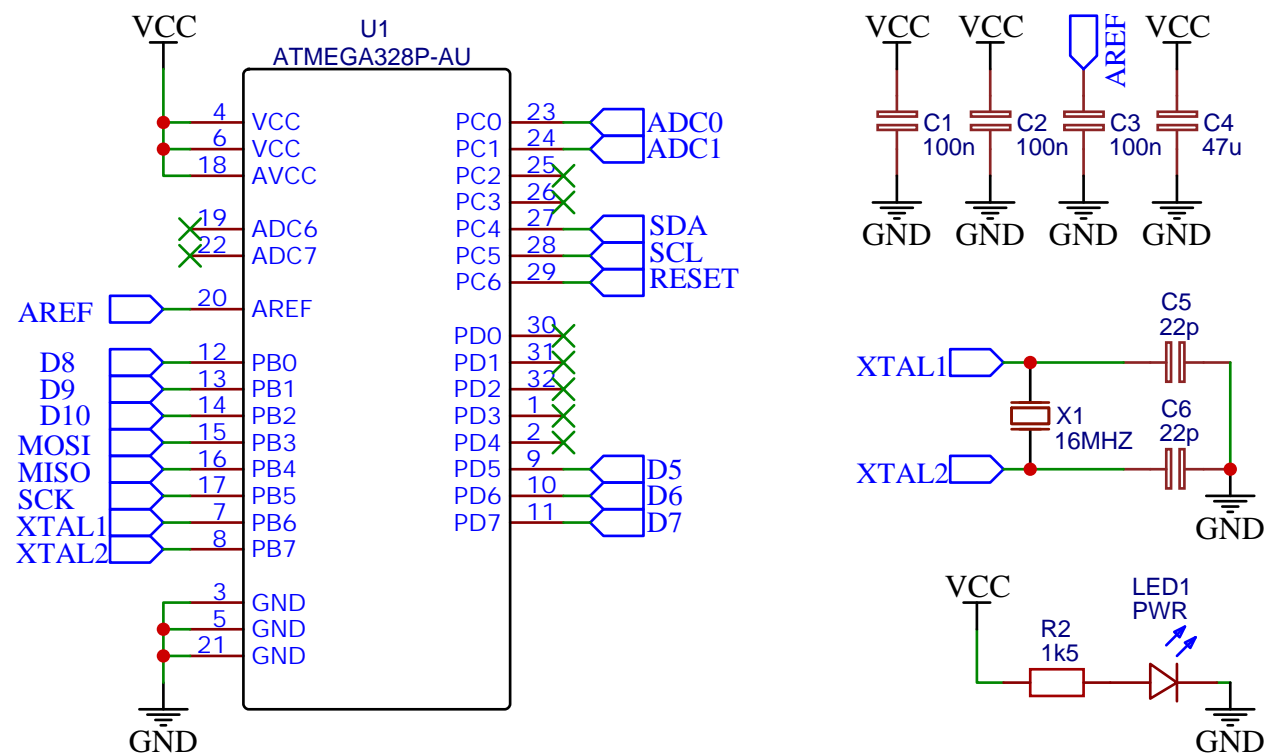 VCC
U1
ATMEGA328P-AU
4 VCC
6 VCC
18 AVCC
19 ADC6
22 ADC7
AREF 20 AREF
D8 12 PB0
D9 13 PB1
D10 14 PB2
MOSI 15 PB3
MISO 16 PB4
SCK 17 PB5
XTAL1 7 PB6
XTAL2 8 PB7
3 GND
5 GND
21 GND
GND
PC0 23 ADC0
PC1 24 ADC1
PC2 25
PC3 26
PC4 27 SDA
PC5 28 SCL
PC6 29 RESET
PD0 30
PD1 31
PD2 32
PD3 1
PD4 2
PD5 9 D5
PD6 10 D6
PD7 11 D7
VCC
C1
100n
GND
VCC
C2
100n
GND
AREF
C3
100n
GND
VCC
C4
47u
GND
XTAL1
XTAL2
X1
16MHZ
C5
22p
C6
22p
GND
VCC
R2
1k5
LED1
PWR
GND